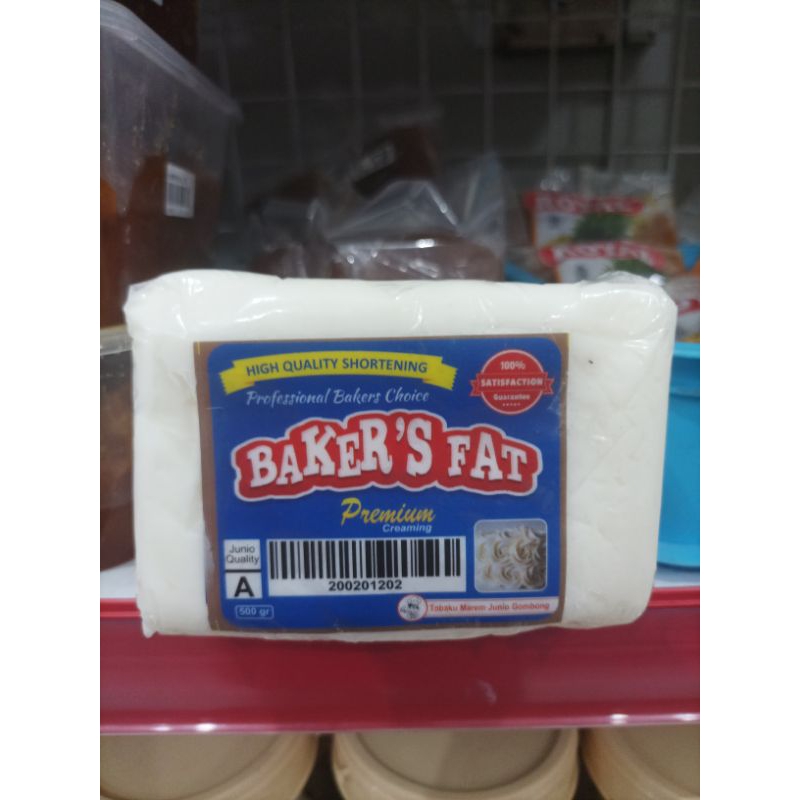 HIGH QUALITY SHORTENING
Professional Bakers Choice
100%
SATISFACTION
Guarantee
BAKER'S FAT
Premium
Creaming
Junio
Quality
A
200201202
500 gr
Tobaku Marem Junio Gombong